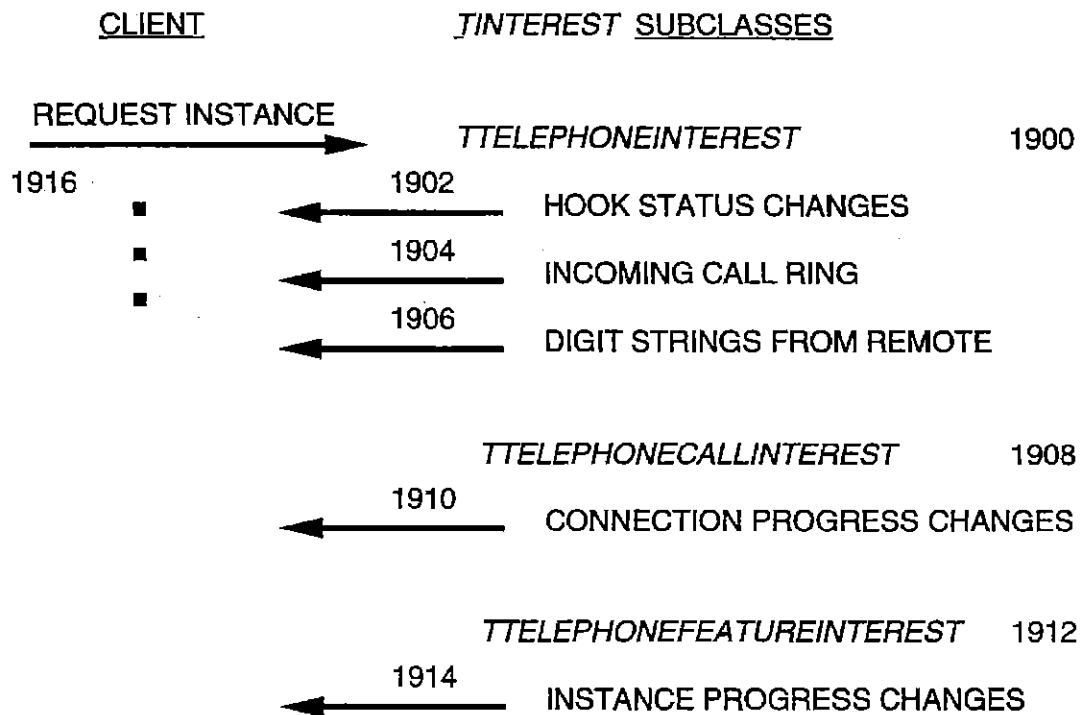 CLIENT TINTEREST SUBCLASSES
REQUEST INSTANCE
TTELEPHONEINTEREST 1900
1916
1902
HOOK STATUS CHANGES
1904
INCOMING CALL RING
1906
DIGIT STRINGS FROM REMOTE
TTELEPHONECALLINTEREST 1908
1910
CONNECTION PROGRESS CHANGES
TTELEPHONEFEATUREINTEREST 1912
1914
INSTANCE PROGRESS CHANGES